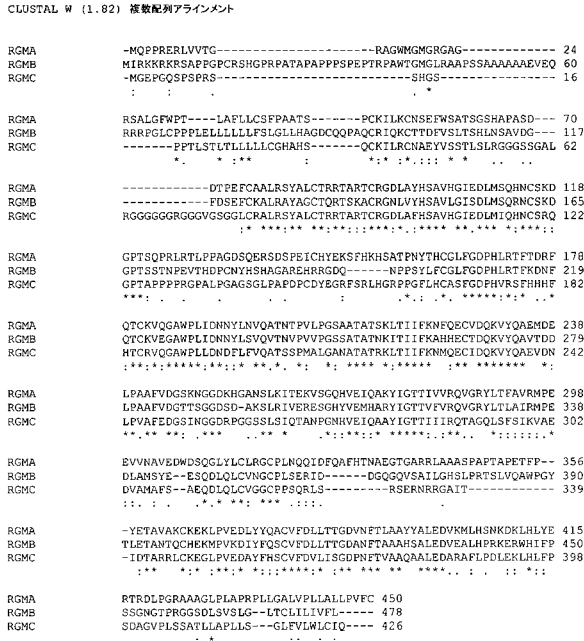 CLUSTAL W (1.82) 複数配列アラインメント
RGMA -MQPPRERLVVTG---------------------RAGWMGMGRGAG-------------- 24
RGMB MIRKKRKRSAPPGPCRSHGPRPATAPAPPPSPEPTRPAWTGMGLRAAPSSAAAAAAEVEQ 60
RGMC -MGEPGQSPSPRS---------------------SHGS---------------------- 16
: : . *
RGMA RSALGFWPT---LAFLLCSFPAATS------PCKILKCNSEFWSATSGSHAPASD-- 70
RGMB RRRPGLCPPPLELLLLLLFSLGLLHAGDCQQPAQCRIQKCTTDFVSLTSHLNSAVDG--- 117
RGMC ----PPTLSTLTLLLLLCGHAHS------QCKILRCNAEYVSSTLSLRGGGSSGAL 62
*. * :** : *:* :*.:::: * .. .
RGMA -----------DTPEFCAALRSYALCTRRTARTCRGDLAYHSAVHGIEDLMSQHNCSKD 118
RGMB -----------FDSEFCKALRAYAGCTQRTSKACRGNLVYHSAVLGISDLMSQRNCSKD 165
RGMC RGGGGGGRGGGVGSGGLCRALRSYALCTRRTARTCRGDLAFHSAVHGIEDLMIQHNCSRQ 122
:* ***:** **:**:::***:*.:**** **.**** *:***::
RGMA GPTSQPRLRTLPPAGDSQERSDSPEICHYEKSFHKHSATPNYTHCGLFGDPHLRTFTDRF 178
RGMB GPTSSTNPEVTHDPCNYHSHAGAREHRRGDQ-----NPPSYLFCGLFGDPHLRTFKDNF 219
RGMC GPTAPPPPRGPALPGAGSGLPAPDPCDYEGRFSRLHGRPPGFLHCASFGDPHVRSFHHHF 182
***: . . . : .*. *****:*:* ..*
RGMA QTCKVQGAWPLIDNNYLNVQATNTPVLPGSAATATSKLTIIFKNFQECVDQKVYQAEMDE 238
RGMB QTCKVEGAWPLIDNNYLSVQVTNVPVVPGSSATATNKITIIFKAHHECTDQKVYQAVTDD 279
RGMC HTCRVQGAWPLLDNDFLFVQATSSPMALGANATATRKLTIIFKNMQECIDQKVYQAEVDN 242
:**:*:*****:**::* **.*. *: *: **** *:***** :** ******* *:
RGMA LPAAFVDGSKNGGDKHGANSLKITEKVSGQHVEIQAKYIGTTIVVRQVGRYLTFAVRMPE 298
RGMB LPAAFVDGTTSGGDSD-AKSLRIVERESGHYVEMHARYIGTTVFVRQVGRYLTLAIRMPE 338
RGMC LPVAFEDGSINGGDRPGGSSLSIQTANPGNHVEIQAAYIGTTIIIRQTAGQLSFSIKVAE 302
**.** **: .*** ..** * .*::**::* *****:.:**.. *:::::: *
RGMA EVVNAVEDWDSQGLYLCLRGCPLNQQIDFQAFHTNAEGTGARRLAAASPAPTAPETFP-- 356
RGMB DLAMSYEE--ESQDLQLCVNGCPLSERID---DGQGQVSAILGHSLPRTSLVQAWPGY 390
RGMC DVAMAFS--AEQDLQLCVGGCPPSQRLS------RSERNRRGAIT------- 339
::. : . .* **: *** .::.. .
RGMA -YETAVAKCKEKLPVEDLYYQACVFDLLTTGDVNFTLAAYYALEDVKMLHSNKDKLHLYE 415
RGMB TLETANTQCHEKMPVKDIYFQSCVFDLLTTGDANFTAAAHSALEDVEALHPRKERWHIFP 450
RGMC -IDTARRLCKEGLPVEDAYFHSCVFDVLISGDPNFTVAAQAALEDARAFLPDLEKLHLFP 398
:** *:* :**:* *::****:* :** *** ** ****.. : . :: *::
RGMA RTRDLPGRAAAGLPLAPRPLLGALVPLLALLPVFC 450
RGMB SSGNGTPRGGSDLSVSLG--LTCLILIVFL----- 478
RGMC SDAGVPLSSATLLAPLLS--GLFVLWLCIQ----- 426
. . *.